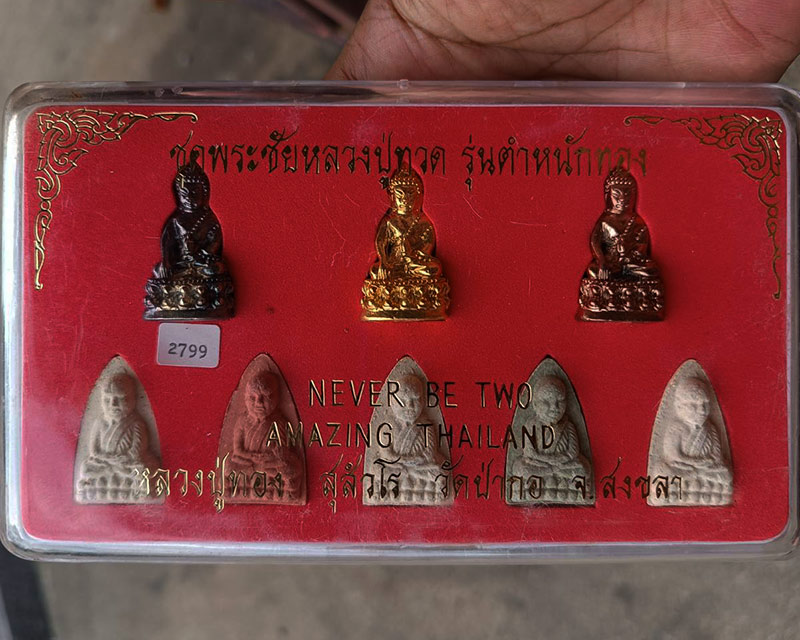 ชุดพระชัยหลวงปู่ทวด รุ่นตำหนักทอง
2799
NEVER BE TWO
AMAZING THAILAND
หลวงปู่ทอง สุสํวโร วัดป่ากอ จ.สงขลา